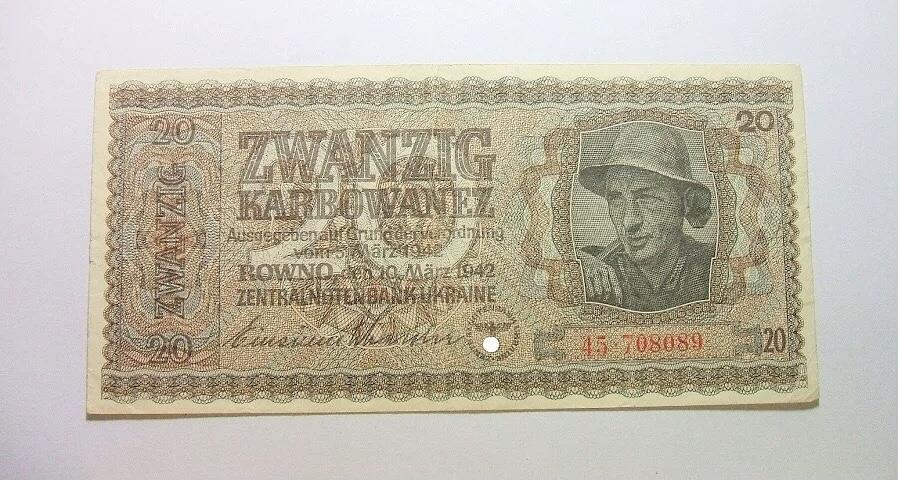 20
20
ZWANZIG
ZWANZIG
KARBOWANEZ
Ausgegeben auf Grund der Verordnung
vom 5. März 1942
ROWNO, den 10. März 1942
ZENTRALNOTENBANK UKRAINE
45 708089
20
20